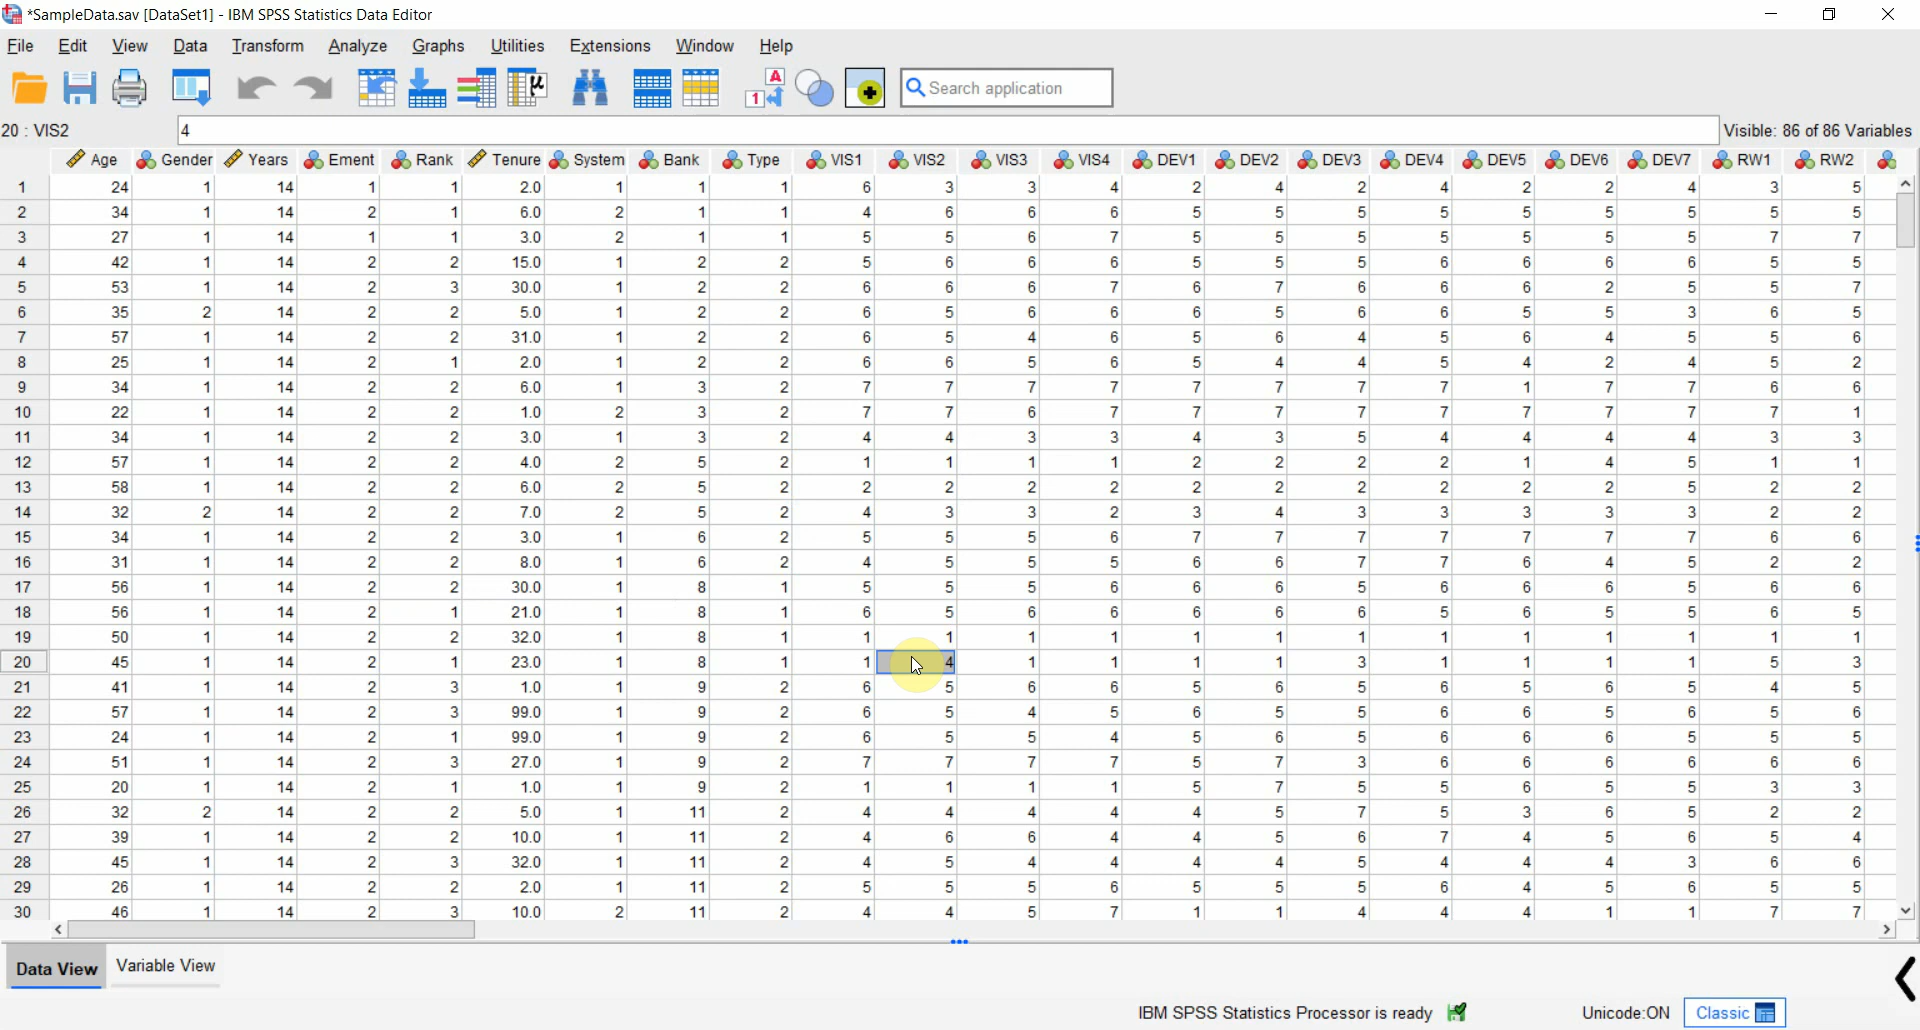 *SampleData.sav [DataSet1] - IBM SPSS Statistics Data Editor
File Edit View Data Transform Analyze Graphs Utilities Extensions Window Help
Search application
20 : VIS2 4 Visible: 86 of 86 Variables
Age Gender Years Ement Rank Tenure System Bank Type VIS1 VIS2 VIS3 VIS4 DEV1 DEV2 DEV3 DEV4 DEV5 DEV6 DEV7 RW1 RW2
1 24 1 14 1 1 2.0 1 1 1 6 3 3 4 2 4 2 4 2 2 4 3 5
2 34 1 14 2 1 6.0 2 1 1 4 6 6 6 5 5 5 5 5 5 5 5 5
3 27 1 14 1 1 3.0 2 1 1 5 5 6 7 5 5 5 5 5 5 5 7 7
4 42 1 14 2 2 15.0 1 2 2 5 6 6 6 5 5 5 6 6 6 6 5 5
5 53 1 14 2 3 30.0 1 2 2 6 6 6 7 6 7 6 6 6 2 5 5 7
6 35 2 14 2 2 5.0 1 2 2 6 5 6 6 6 5 6 6 5 5 3 6 5
7 57 1 14 2 2 31.0 1 2 2 6 5 4 6 5 6 4 5 6 4 5 5 6
8 25 1 14 2 1 2.0 1 2 2 6 6 5 6 5 4 4 5 4 2 4 5 2
9 34 1 14 2 2 6.0 1 3 2 7 7 7 7 7 7 7 7 1 7 7 6 6
10 22 1 14 2 2 1.0 2 3 2 7 7 6 7 7 7 7 7 7 7 7 7 1
11 34 1 14 2 2 3.0 1 3 2 4 4 3 3 4 3 5 4 4 4 4 3 3
12 57 1 14 2 2 4.0 2 5 2 1 1 1 1 2 2 2 2 1 4 5 1 1
13 58 1 14 2 2 6.0 2 5 2 2 2 2 2 2 2 2 2 2 2 5 2 2
14 32 2 14 2 2 7.0 2 5 2 4 3 3 2 3 4 3 3 3 3 3 2 2
15 34 1 14 2 2 3.0 1 6 2 5 5 5 6 7 7 7 7 7 7 7 6 6
16 31 1 14 2 2 8.0 1 6 2 4 5 5 5 6 6 7 7 6 4 5 2 2
17 56 1 14 2 2 30.0 1 8 1 5 5 5 6 6 6 5 6 6 5 5 6 6
18 56 1 14 2 1 21.0 1 8 1 6 5 6 6 6 6 6 5 6 5 5 6 5
19 50 1 14 2 2 32.0 1 8 1 1 1 1 1 1 1 1 1 1 1 1 1 1
20 45 1 14 2 1 23.0 1 8 1 1 4 1 1 1 1 3 1 1 1 1 5 3
21 41 1 14 2 3 1.0 1 9 2 6 5 6 6 5 6 5 6 5 6 5 4 5
22 57 1 14 2 3 99.0 1 9 2 6 5 4 5 6 5 5 6 6 5 6 5 6
23 24 1 14 2 1 99.0 1 9 2 6 5 5 4 5 6 5 6 6 6 5 5 5
24 51 1 14 2 3 27.0 1 9 2 7 7 7 7 5 7 3 6 6 6 6 6 6
25 20 1 14 2 1 1.0 1 9 2 1 1 1 1 5 7 5 5 6 5 5 3 3
26 32 2 14 2 2 5.0 1 11 2 4 4 4 4 4 5 7 5 3 6 5 2 2
27 39 1 14 2 2 10.0 1 11 2 4 6 6 4 4 5 6 7 4 5 6 5 4
28 45 1 14 2 3 32.0 1 11 2 4 5 4 4 4 4 5 4 4 4 3 6 6
29 26 1 14 2 2 2.0 1 11 2 5 5 5 6 5 5 5 6 4 5 6 5 5
30 46 1 14 2 3 10.0 2 11 2 4 4 5 7 1 1 4 4 4 1 1 7 7
Data View Variable View
IBM SPSS Statistics Processor is ready Unicode:ON Classic